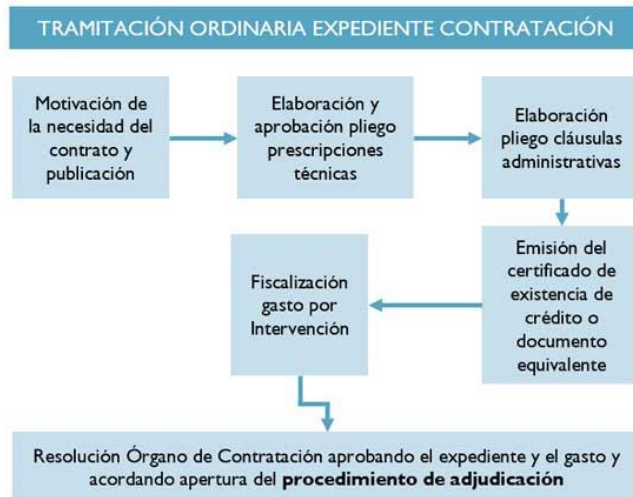 TRAMITACIÓN ORDINARIA EXPEDIENTE CONTRATACIÓN
Motivación de
la necesidad del
contrato y
publicación
Elaboración y
aprobación pliego
prescripciones
técnicas
Elaboración
pliego cláusulas
administrativas
Emisión del
certificado de
existencia de
crédito o
documento
equivalente
Fiscalización
gasto por
Intervención
Resolución Órgano de Contratación aprobando el expediente y el gasto y
acordando apertura del procedimiento de adjudicación